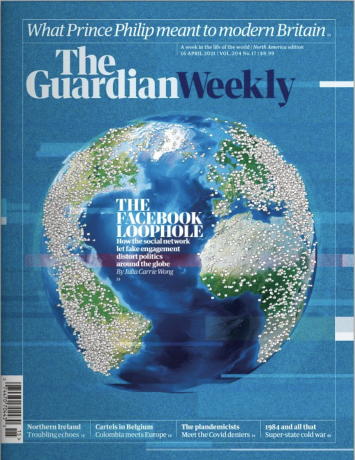 What Prince Philip meant to modern Britain
A week in the life of the world | North America edition
16 APRIL 2021 | VOL.204 No.17 | $9.99
The
Guardian Weekly
THE
FACEBOOK
LOOPHOLE
How the social network
let fake engagement
distort politics
around the globe
By Julia Carrie Wong
Northern Ireland
Troubling echoes
Cartels in Belgium
Colombia meets Europe
The plandemicists
Meet the Covid deniers
1984 and all that
Super-state cold war